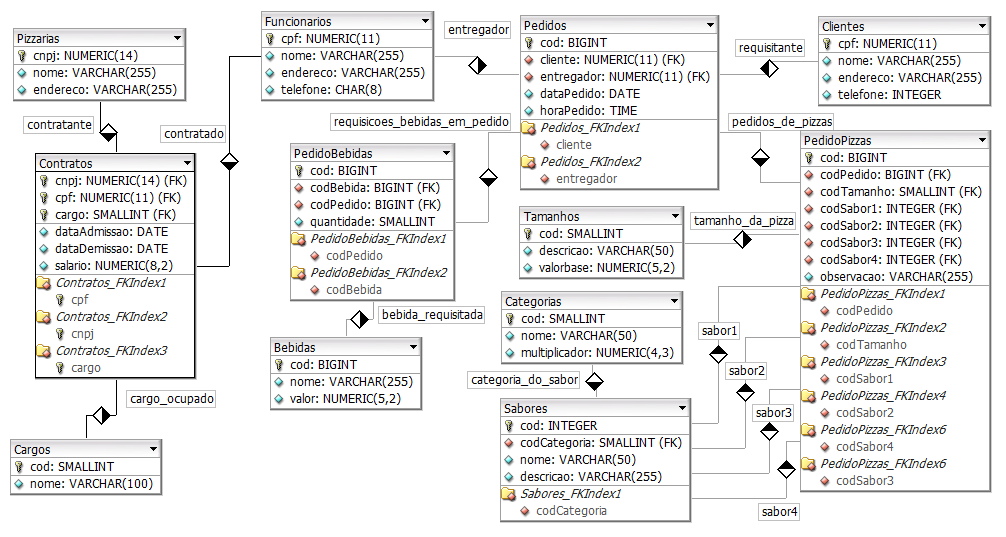 Pizzarias
cnpj: NUMERIC(14)
nome: VARCHAR(255)
endereco: VARCHAR(255)
Funcionarios
cpf: NUMERIC(11)
nome: VARCHAR(255)
endereco: VARCHAR(255)
telefone: CHAR(8)
entregador
Pedidos
cod: BIGINT
cliente: NUMERIC(11) (FK)
entregador: NUMERIC(11) (FK)
dataPedido: DATE
horaPedido: TIME
Pedidos_FKIndex1
cliente
Pedidos_FKIndex2
entregador
requisitante
Clientes
cpf: NUMERIC(11)
nome: VARCHAR(255)
endereco: VARCHAR(255)
telefone: INTEGER
contratante
contratado
requisicoes_bebidas_em_pedido
pedidos_de_pizzas
Contratos
cnpj: NUMERIC(14) (FK)
cpf: NUMERIC(11) (FK)
cargo: SMALLINT (FK)
dataAdmissao: DATE
dataDemissao: DATE
salario: NUMERIC(8,2)
Contratos_FKIndex1
cpf
Contratos_FKIndex2
cnpj
Contratos_FKIndex3
cargo
PedidoBebidas
cod: BIGINT
codBebida: BIGINT (FK)
codPedido: BIGINT (FK)
quantidade: SMALLINT
PedidoBebidas_FKIndex1
codPedido
PedidoBebidas_FKIndex2
codBebida
PedidoPizzas
cod: BIGINT
codPedido: BIGINT (FK)
codTamanho: SMALLINT (FK)
codSabor1: INTEGER (FK)
codSabor2: INTEGER (FK)
codSabor3: INTEGER (FK)
codSabor4: INTEGER (FK)
observacao: VARCHAR(255)
PedidoPizzas_FKIndex1
codPedido
PedidoPizzas_FKIndex2
codTamanho
PedidoPizzas_FKIndex3
codSabor1
PedidoPizzas_FKIndex4
codSabor2
PedidoPizzas_FKIndex6
codSabor4
PedidoPizzas_FKIndex6
codSabor3
Tamanhos
cod: SMALLINT
descricao: VARCHAR(50)
valorbase: NUMERIC(5,2)
tamanho_da_pizza
Categorias
cod: SMALLINT
nome: VARCHAR(50)
multiplicador: NUMERIC(4,3)
bebida_requisitada
sabor1
Bebidas
cod: BIGINT
nome: VARCHAR(255)
valor: NUMERIC(5,2)
categoria_do_sabor
sabor2
cargo_ocupado
Sabores
cod: INTEGER
codCategoria: SMALLINT (FK)
nome: VARCHAR(50)
descricao: VARCHAR(255)
Sabores_FKIndex1
codCategoria
sabor3
Cargos
cod: SMALLINT
nome: VARCHAR(100)
sabor4